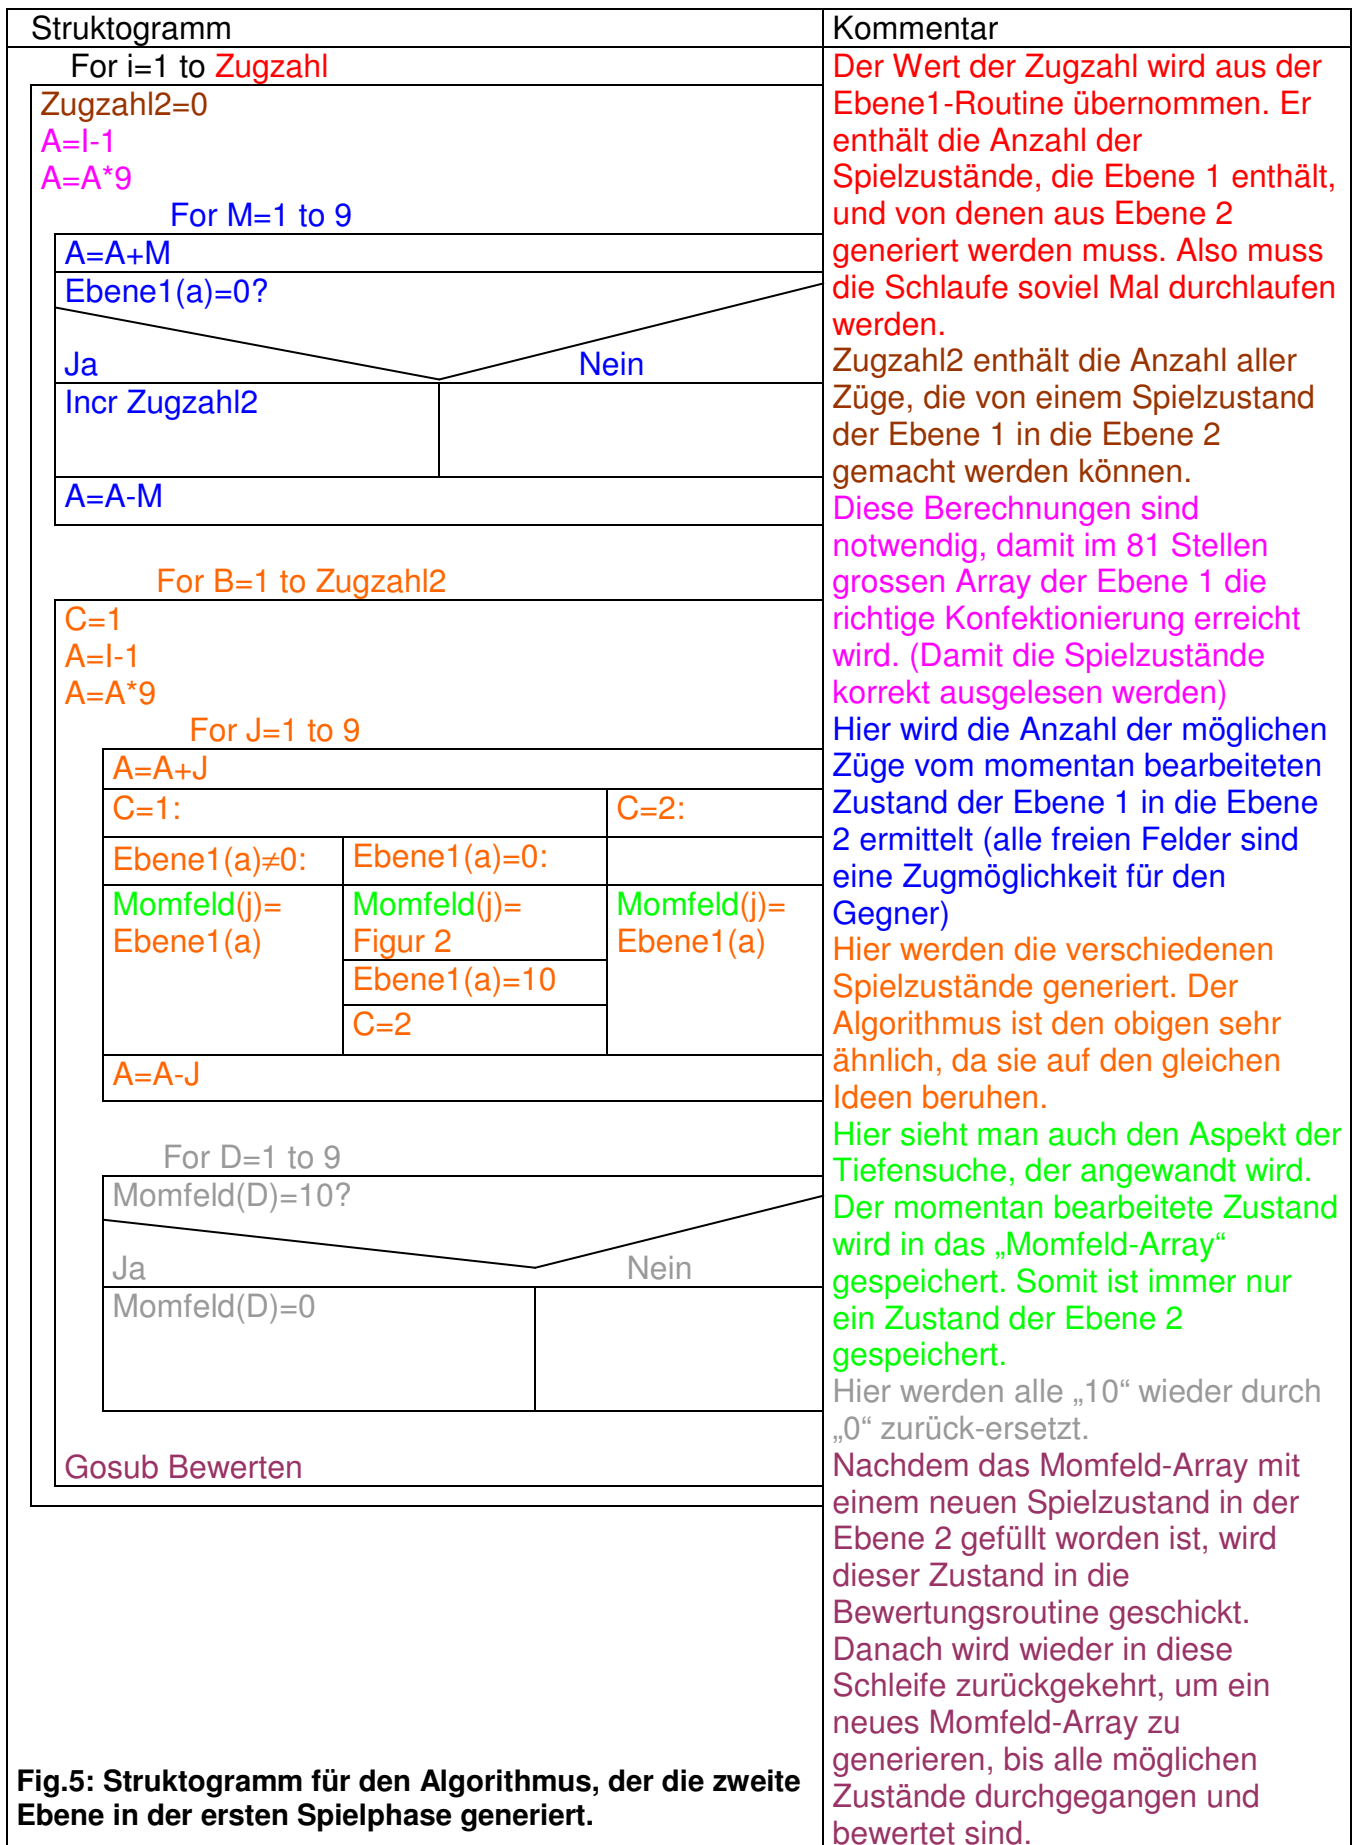 Struktogramm
For i=1 to Zugzahl
Zugzahl2=0
A=I-1
A=A*9
For M=1 to 9
A=A+M
Ebene1(a)=0?
Ja Nein
Incr Zugzahl2
A=A-M
For B=1 to Zugzahl2
C=1
A=I-1
A=A*9
For J=1 to 9
A=A+J
C=1: C=2:
Ebene1(a)≠0: Ebene1(a)=0:
Momfeld(j)= Momfeld(j)= Momfeld(j)=
Ebene1(a) Figur 2 Ebene1(a)
Ebene1(a)=10
C=2
A=A-J
For D=1 to 9
Momfeld(D)=10?
Ja Nein
Momfeld(D)=0
Gosub Bewerten
Fig.5: Struktogramm für den Algorithmus, der die zweite
Ebene in der ersten Spielphase generiert.
Kommentar
Der Wert der Zugzahl wird aus der
Ebene1-Routine übernommen. Er
enthält die Anzahl der
Spielzustände, die Ebene 1 enthält,
und von denen aus Ebene 2
generiert werden muss. Also muss
die Schlaufe soviel Mal durchlaufen
werden.
Zugzahl2 enthält die Anzahl aller
Züge, die von einem Spielzustand
der Ebene 1 in die Ebene 2
gemacht werden können.
Diese Berechnungen sind
notwendig, damit im 81 Stellen
grossen Array der Ebene 1 die
richtige Konfektionierung erreicht
wird. (Damit die Spielzustände
korrekt ausgelesen werden)
Hier wird die Anzahl der möglichen
Züge vom momentan bearbeiteten
Zustand der Ebene 1 in die Ebene
2 ermittelt (alle freien Felder sind
eine Zugmöglichkeit für den
Gegner)
Hier werden die verschiedenen
Spielzustände generiert. Der
Algorithmus ist den obigen sehr
ähnlich, da sie auf den gleichen
Ideen beruhen.
Hier sieht man auch den Aspekt der
Tiefensuche, der angewandt wird.
Der momentan bearbeitete Zustand
wird in das „Momfeld-Array“
gespeichert. Somit ist immer nur
ein Zustand der Ebene 2
gespeichert.
Hier werden alle „10“ wieder durch
„0“ zurück-ersetzt.
Nachdem das Momfeld-Array mit
einem neuen Spielzustand in der
Ebene 2 gefüllt worden ist, wird
dieser Zustand in die
Bewertungsroutine geschickt.
Danach wird wieder in diese
Schleife zurückgekehrt, um ein
neues Momfeld-Array zu
generieren, bis alle möglichen
Zustände durchgegangen und
bewertet sind.